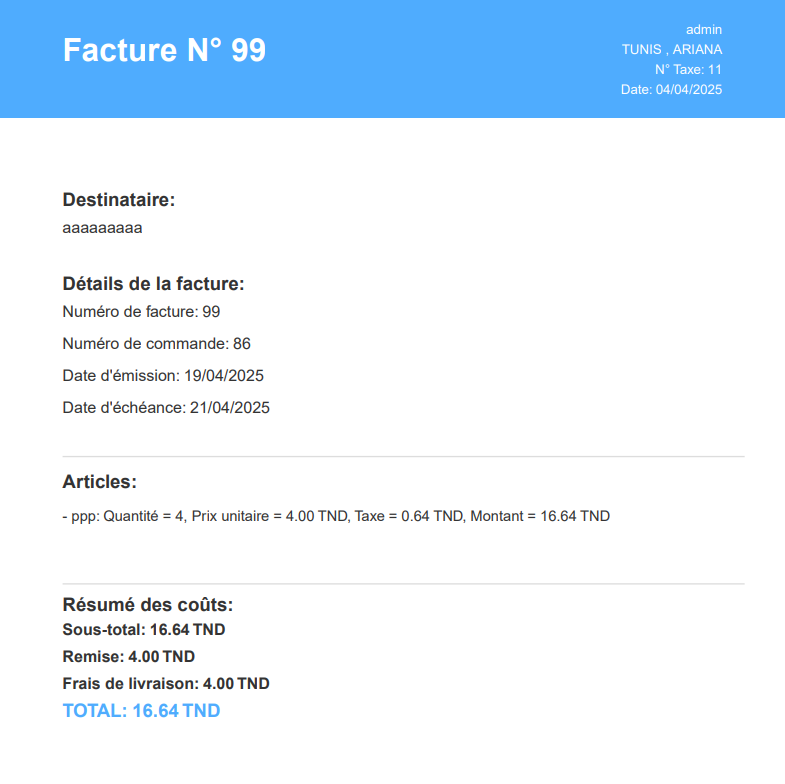 Facture N° 99
admin
TUNIS , ARIANA
N° Taxe: 11
Date: 04/04/2025
Destinataire:
aaaaaaaaa
Détails de la facture:
Numéro de facture: 99
Numéro de commande: 86
Date d'émission: 19/04/2025
Date d'échéance: 21/04/2025
Articles:
- ppp: Quantité = 4, Prix unitaire = 4.00 TND, Taxe = 0.64 TND, Montant = 16.64 TND
Résumé des coûts:
Sous-total: 16.64 TND
Remise: 4.00 TND
Frais de livraison: 4.00 TND
TOTAL: 16.64 TND